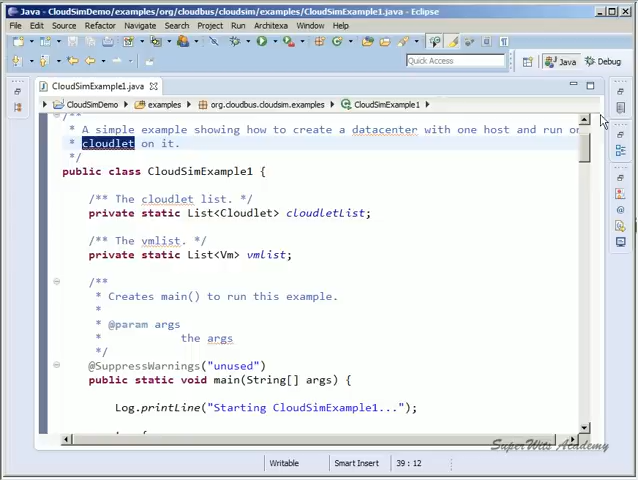 Java - CloudSimDemo/examples/org/cloudbus/cloudsim/examples/CloudSimExample1.java - Eclipse
File Edit Source Refactor Navigate Search Project Run Architexa Window Help
Quick Access
Java
Debug
CloudSimExample1.java
CloudSimDemo examples org.cloudbus.cloudsim.examples CloudSimExample1
/**
* A simple example showing how to create a datacenter with one host and run on
* cloudlet on it.
*/
public class CloudSimExample1 {
/** The cloudlet list. */
private static List<Cloudlet> cloudletList;
/** The vmlist. */
private static List<Vm> vmlist;
/**
* Creates main() to run this example.
*
* @param args
* the args
*/
@SuppressWarnings("unused")
public static void main(String[] args) {
Log.printLine("Starting CloudSimExample1...");
SuperWits Academy
Writable Smart Insert 39 : 12